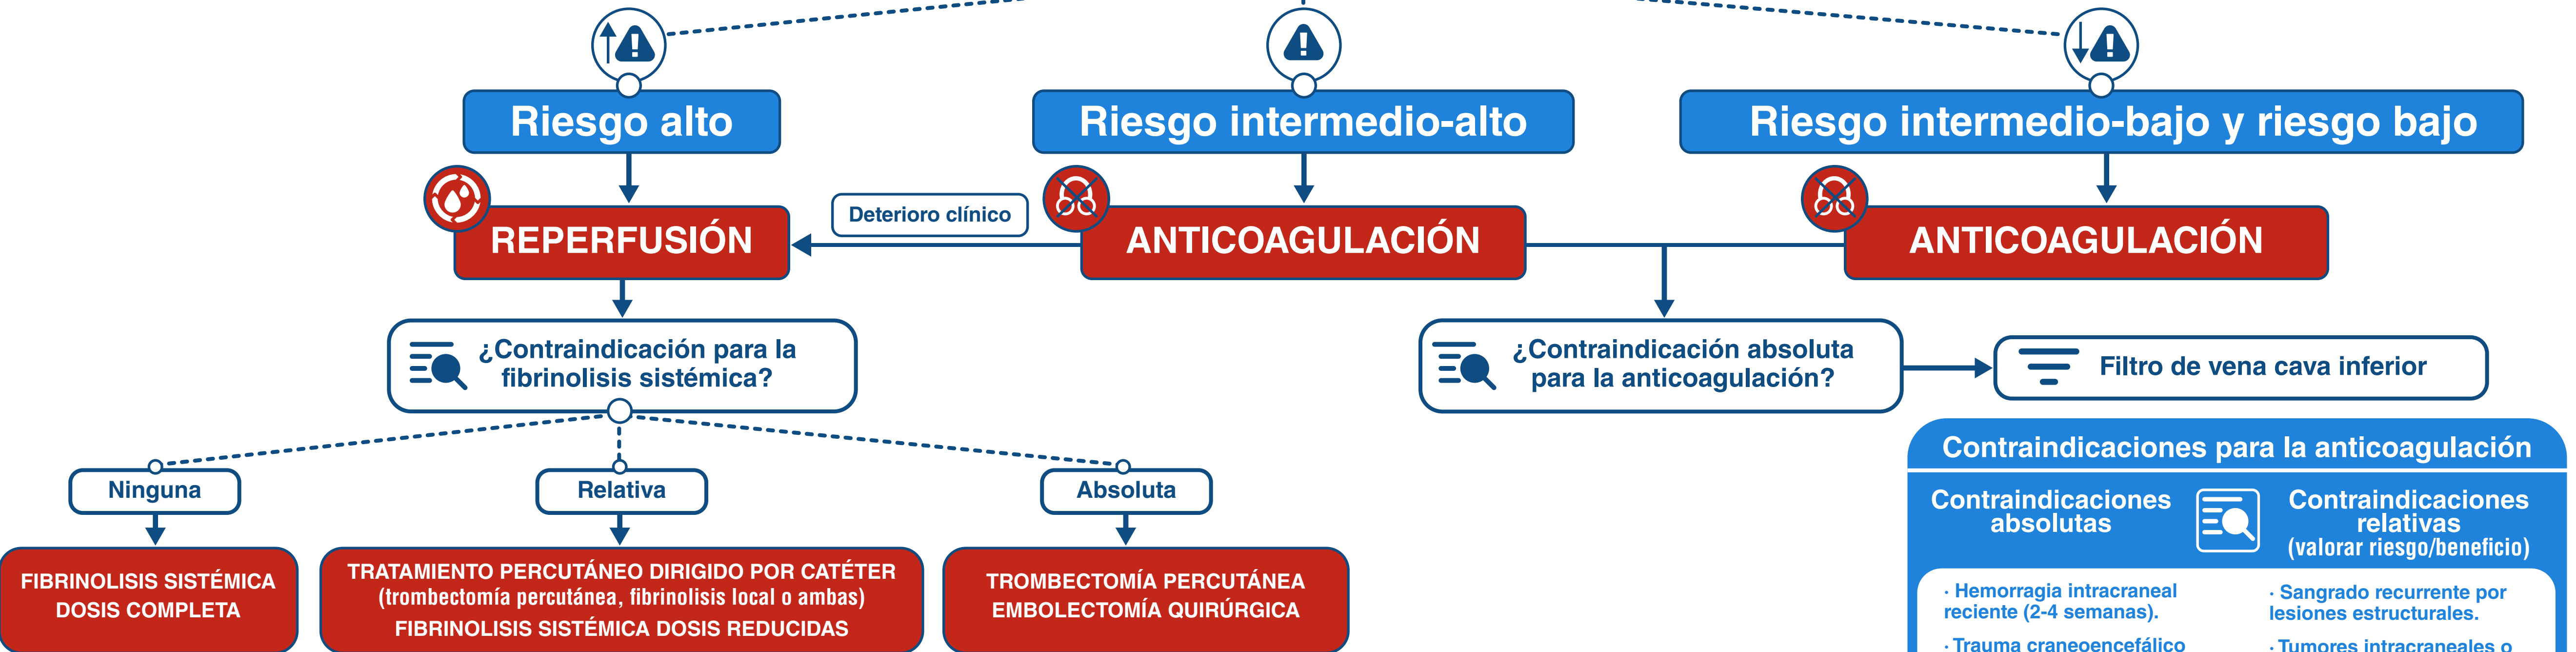 Riesgo alto
Riesgo intermedio-alto
Riesgo intermedio-bajo y riesgo bajo
REPERFUSIÓN
Deterioro clínico
ANTICOAGULACIÓN
ANTICOAGULACIÓN
¿Contraindicación para la
fibrinolisis sistémica?
¿Contraindicación absoluta
para la anticoagulación?
Filtro de vena cava inferior
Ninguna
Relativa
Absoluta
FIBRINOLISIS SISTÉMICA
DOSIS COMPLETA
TRATAMIENTO PERCUTÁNEO DIRIGIDO POR CATÉTER
(trombectomía percutánea, fibrinolisis local o ambas)
FIBRINOLISIS SISTÉMICA DOSIS REDUCIDAS
TROMBECTOMÍA PERCUTÁNEA
EMBOLECTOMÍA QUIRÚRGICA
Contraindicaciones para la anticoagulación
Contraindicaciones
absolutas
Contraindicaciones
relativas
(valorar riesgo/beneficio)
· Hemorragia intracraneal
reciente (2-4 semanas).
· Trauma craneoencefálico
· Sangrado recurrente por
lesiones estructurales.
· Tumores intracraneales o